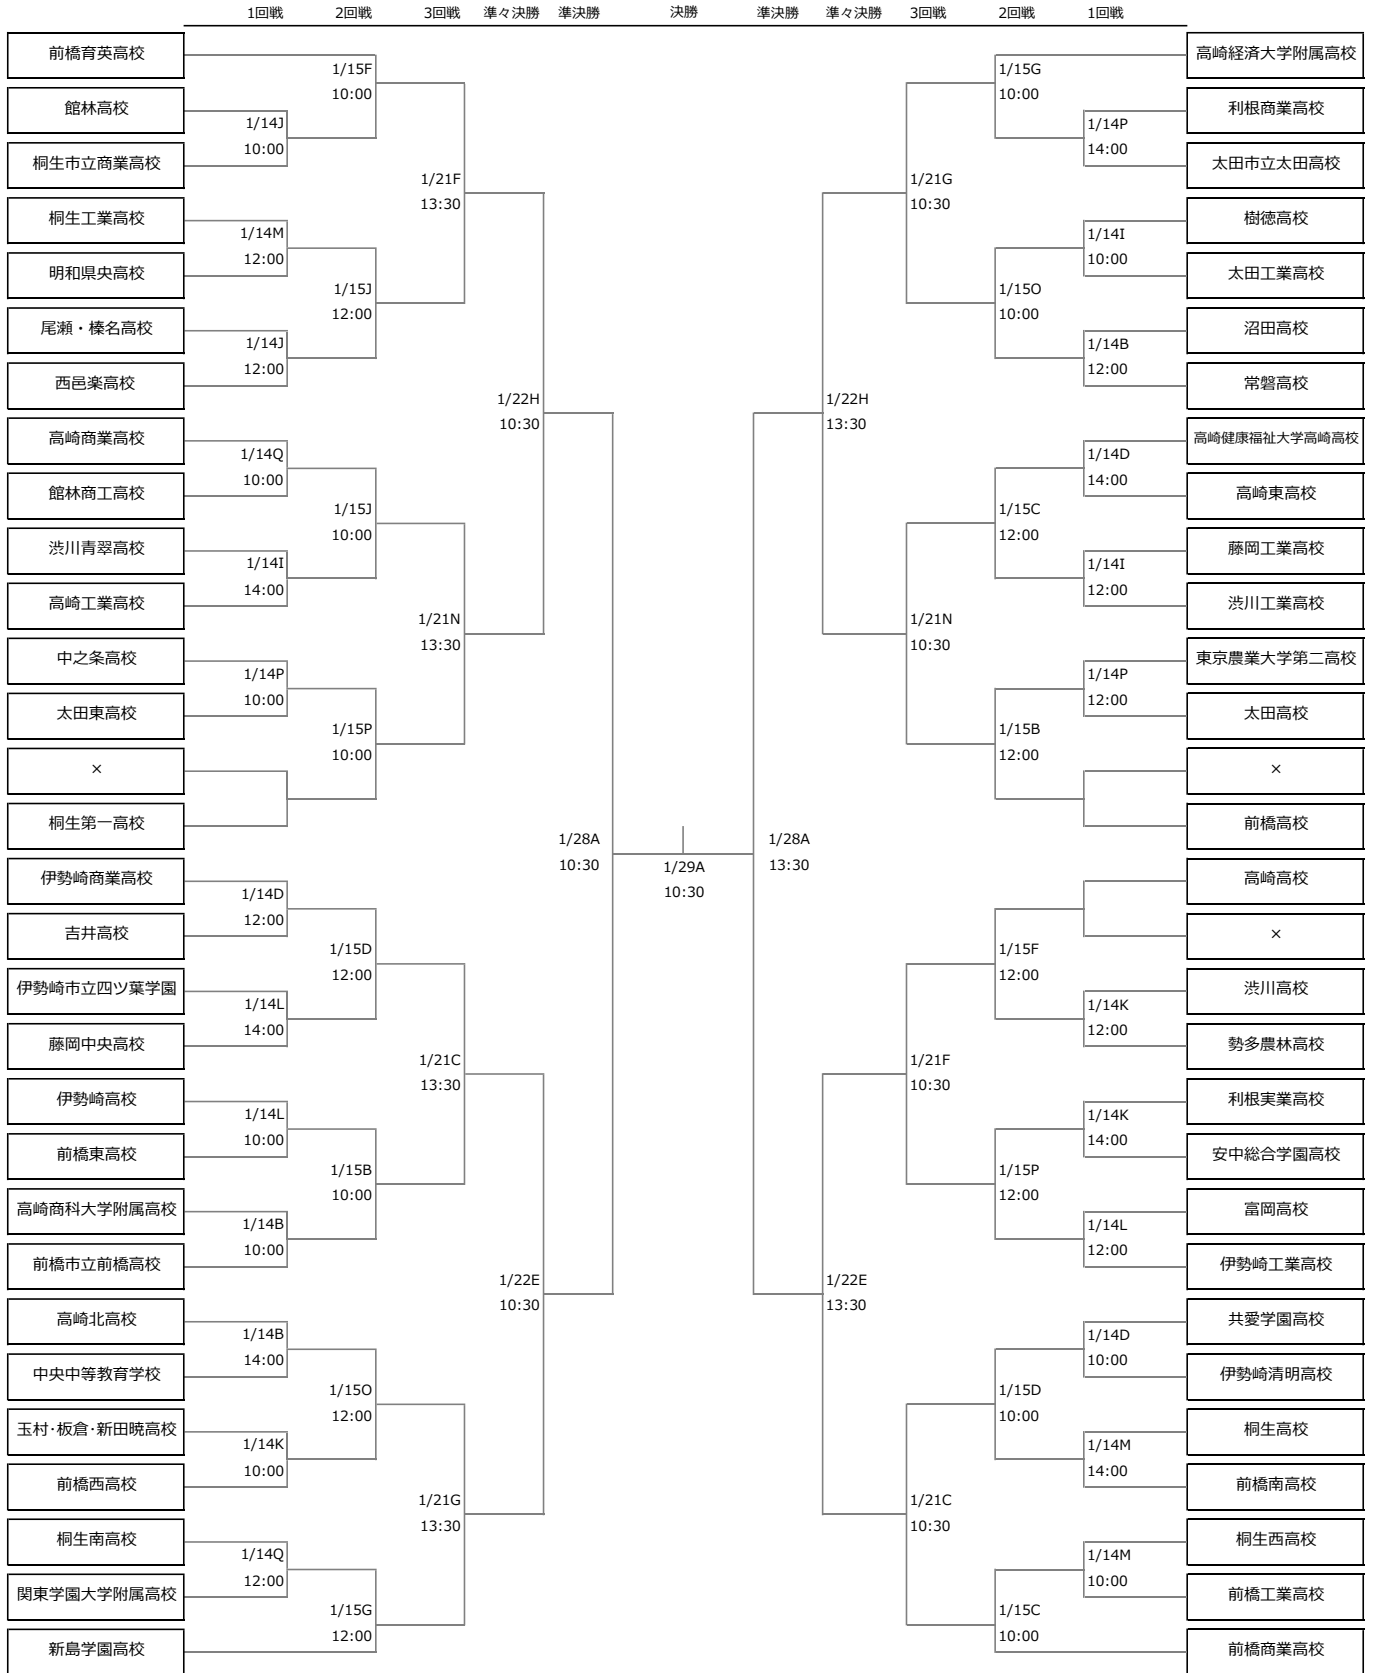 1回戦 2回戦 3回戦 準々決勝 準決勝 決勝 準決勝 準々決勝 3回戦 2回戦 1回戦
前橋育英高校
館林高校
桐生市立商業高校
桐生工業高校
明和県央高校
尾瀬・榛名高校
西邑楽高校
高崎商業高校
館林商工高校
渋川青翠高校
高崎工業高校
中之条高校
太田東高校
×
桐生第一高校
伊勢崎商業高校
吉井高校
伊勢崎市立四ツ葉学園
藤岡中央高校
伊勢崎高校
前橋東高校
高崎商科大学附属高校
前橋市立前橋高校
高崎北高校
中央中等教育学校
玉村・板倉・新田暁高校
前橋西高校
桐生南高校
関東学園大学附属高校
新島学園高校
1/14J
10:00
1/14M
12:00
1/14J
12:00
1/14Q
10:00
1/14I
14:00
1/14P
10:00
1/14D
12:00
1/14L
14:00
1/14L
10:00
1/14B
10:00
1/14B
14:00
1/14K
10:00
1/14Q
12:00
1/15F
10:00
1/15J
12:00
1/15J
10:00
1/15P
10:00
1/15D
12:00
1/15B
10:00
1/15O
12:00
1/15G
12:00
1/21F
13:30
1/21N
13:30
1/21C
13:30
1/21G
13:30
1/22H
10:30
1/22E
10:30
1/28A
10:30
1/29A
10:30
1/28A
13:30
1/22H
13:30
1/22E
13:30
1/21G
10:30
1/21N
10:30
1/21F
10:30
1/21C
10:30
1/15G
10:00
1/15O
10:00
1/15C
12:00
1/15B
12:00
1/15F
12:00
1/15P
12:00
1/15D
10:00
1/15C
10:00
1/14P
14:00
1/14I
10:00
1/14B
12:00
1/14D
14:00
1/14I
12:00
1/14P
12:00
1/14K
12:00
1/14K
14:00
1/14L
12:00
1/14D
10:00
1/14M
14:00
1/14M
10:00
高崎経済大学附属高校
利根商業高校
太田市立太田高校
樹徳高校
太田工業高校
沼田高校
常磐高校
高崎健康福祉大学高崎高校
高崎東高校
藤岡工業高校
渋川工業高校
東京農業大学第二高校
太田高校
×
前橋高校
高崎高校
×
渋川高校
勢多農林高校
利根実業高校
安中総合学園高校
富岡高校
伊勢崎工業高校
共愛学園高校
伊勢崎清明高校
桐生高校
前橋南高校
桐生西高校
前橋工業高校
前橋商業高校